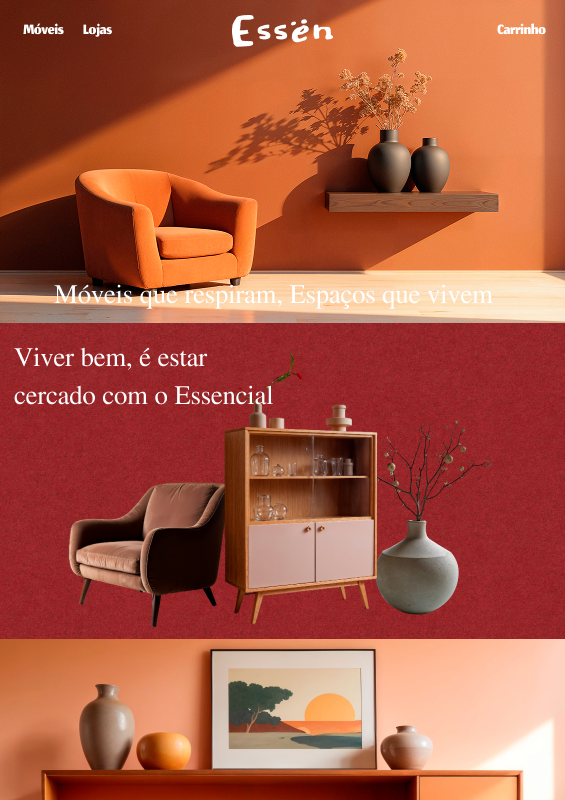 Móveis Lojas Essën Carrinho
Móveis que respiram, Espaços que vivem
Viver bem, é estar
cercado com o Essencial